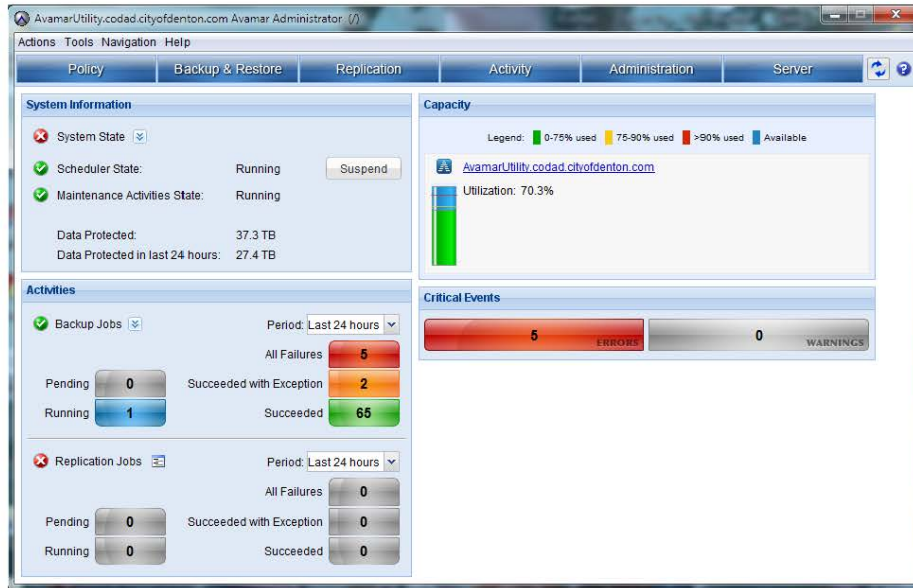 AvamarUtility.codad.cityofdenton.com Avamar Administrator (/)
Actions Tools Navigation Help
Policy Backup & Restore Replication Activity Administration Server
System Information
System State
Scheduler State: Running Suspend
Maintenance Activities State: Running
Data Protected: 37.3 TB
Data Protected in last 24 hours: 27.4 TB
Capacity
Legend: 0-75% used 75-90% used >90% used Available
AvamarUtility.codad.cityofdenton.com
Utilization: 70.3%
Activities
Backup Jobs Period: Last 24 hours
All Failures 5
Pending 0 Succeeded with Exception 2
Running 1 Succeeded 65
Replication Jobs Period: Last 24 hours
All Failures 0
Pending 0 Succeeded with Exception 0
Running 0 Succeeded 0
Critical Events
5 ERRORS 0 WARNINGS